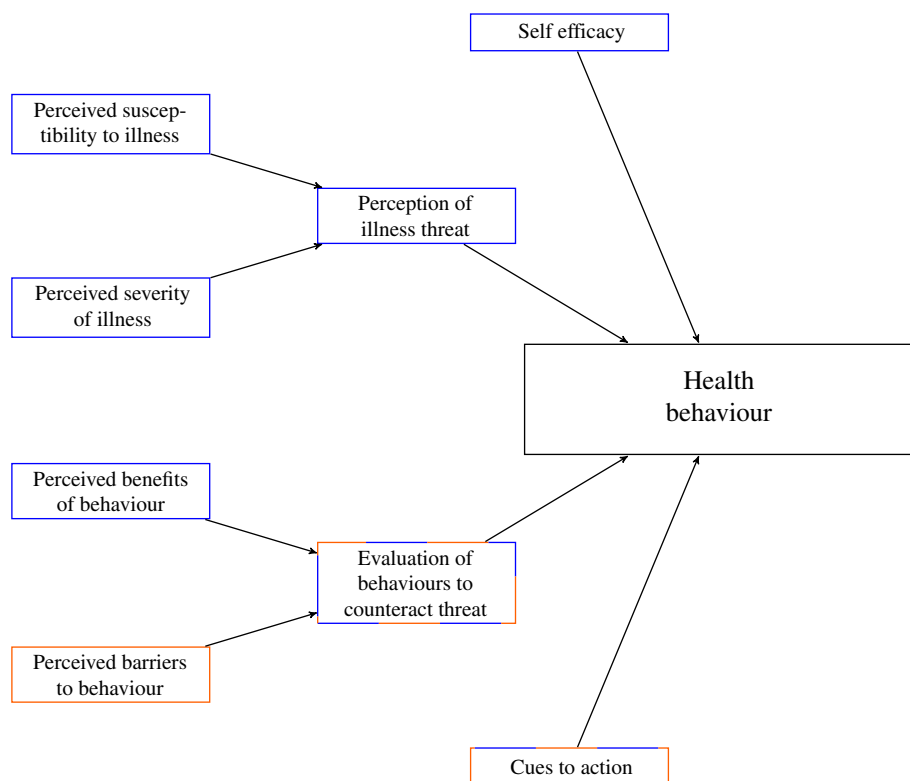 Self efficacy
Perceived suscep-
tibility to illness
Perception of
illness threat
Perceived severity
of illness
Health
behaviour
Perceived benefits
of behaviour
Evaluation of
behaviours to
counteract threat
Perceived barriers
to behaviour
Cues to action